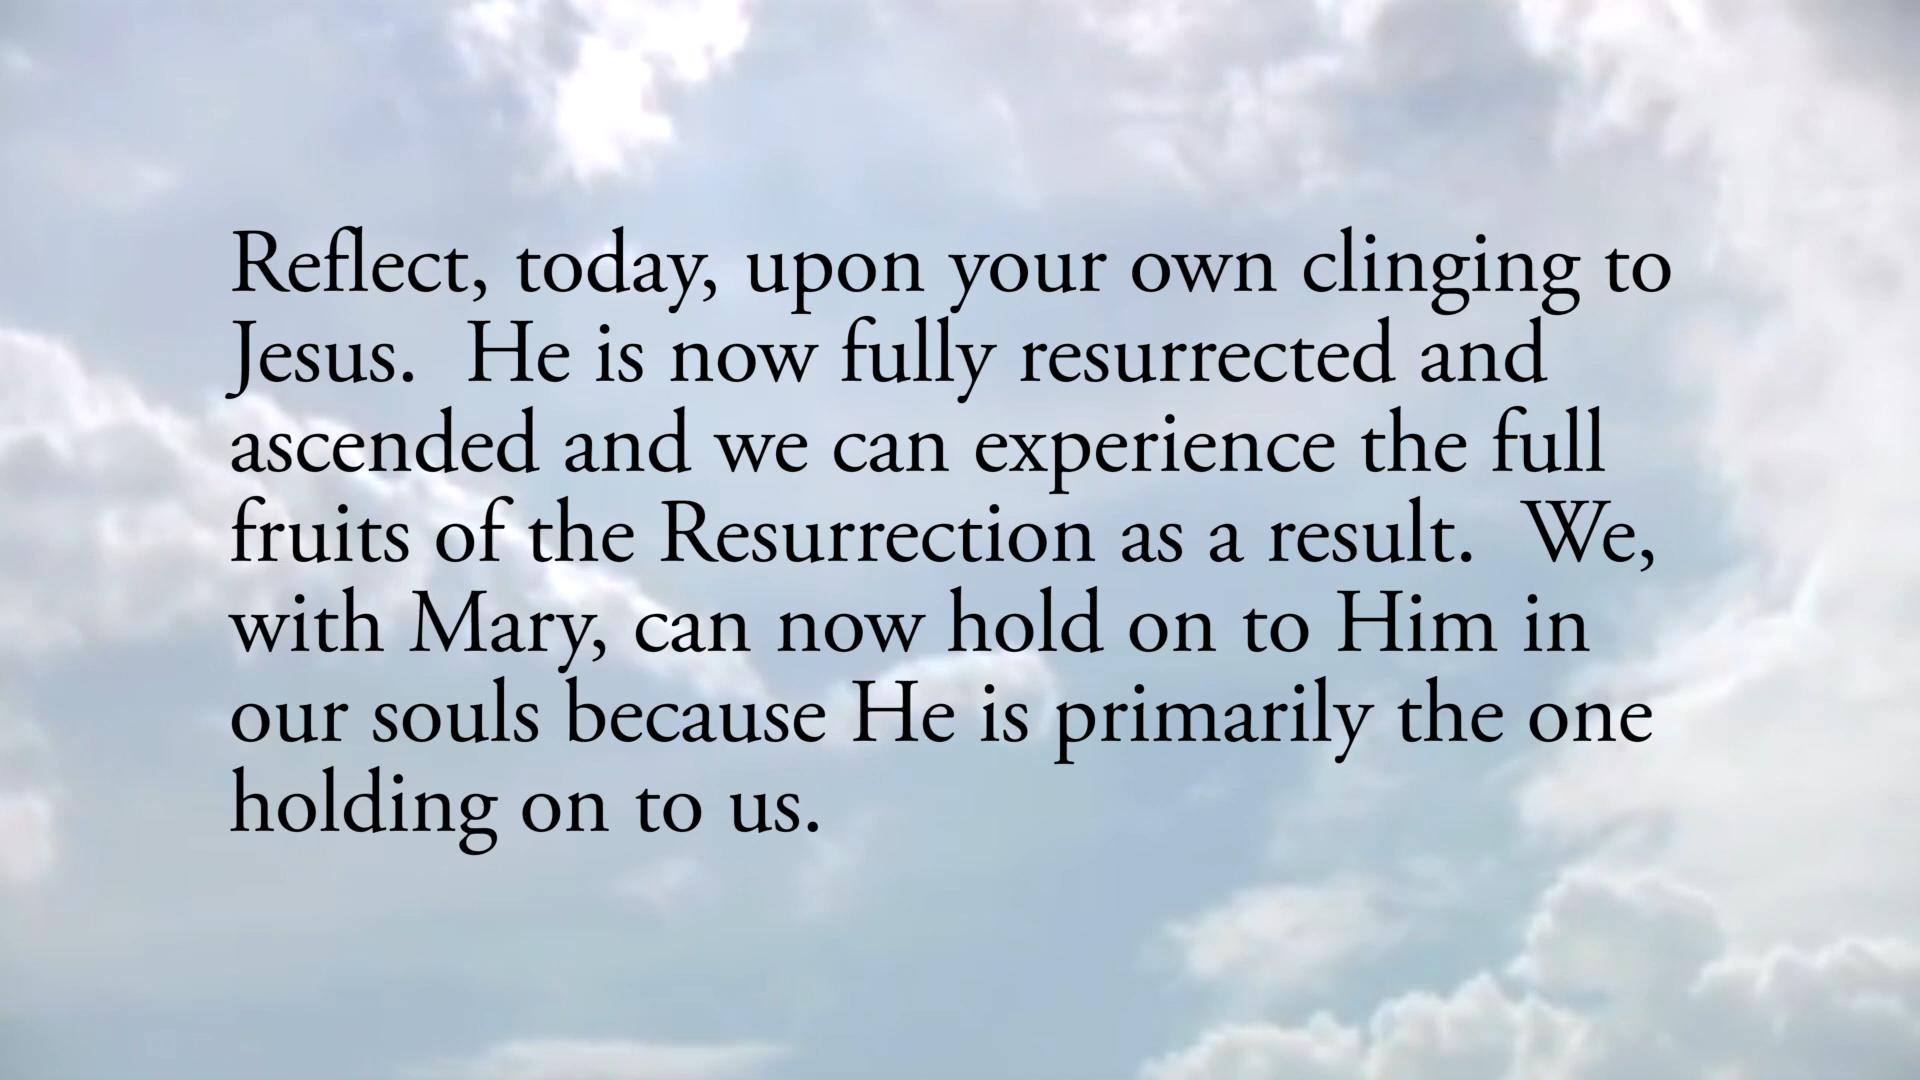 Reflect, today, upon your own clinging to
Jesus.  He is now fully resurrected and
ascended and we can experience the full
fruits of the Resurrection as a result.  We,
with Mary, can now hold on to Him in
our souls because He is primarily the one
holding on to us.